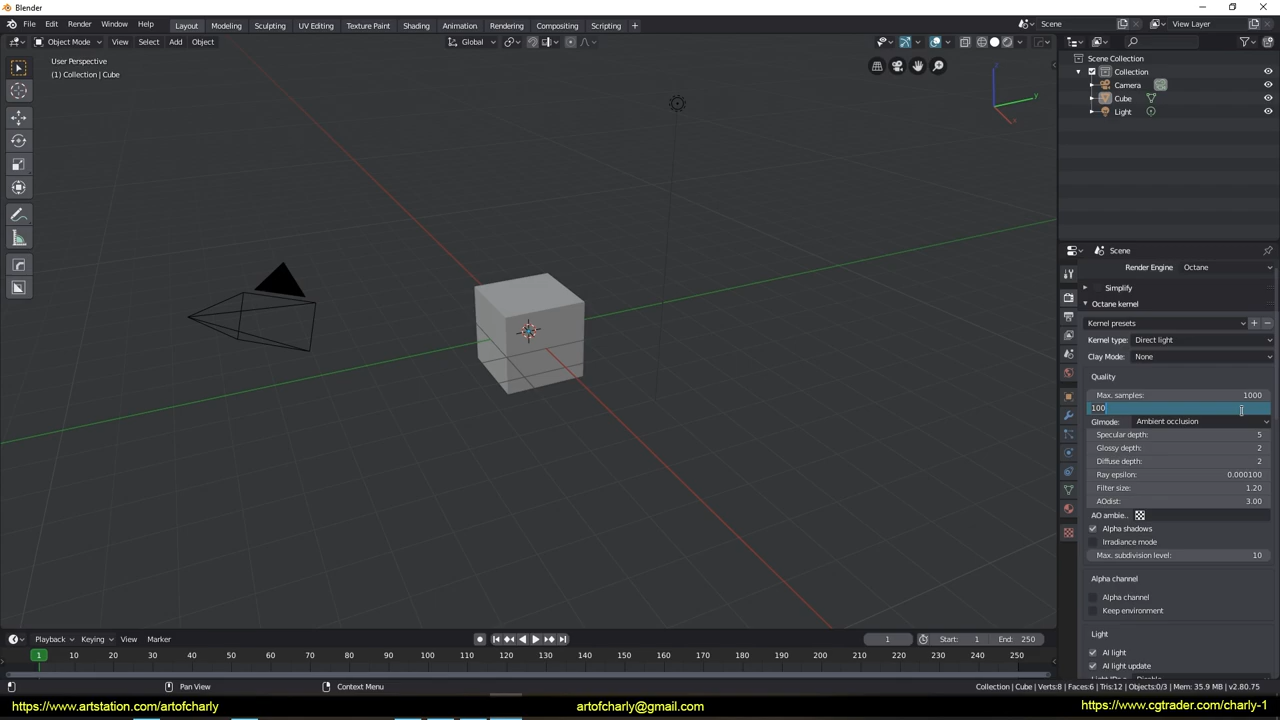 Blender
File Edit Render Window Help Layout Modeling Sculpting UV Editing Texture Paint Shading Animation Rendering Compositing Scripting + Scene View Layer
Object Mode View Select Add Object Global
User Perspective
(1) Collection | Cube
Scene Collection
Collection
Camera
Cube
Light
Scene
Render Engine Octane
Simplify
Octane kernel
Kernel presets
Kernel type: Direct light
Clay Mode: None
Quality
Max. samples: 1000
100
GImode: Ambient occlusion
Specular depth: 5
Glossy depth: 2
Diffuse depth: 2
Ray epsilon: 0.000100
Filter size: 1.20
AOdist: 3.00
AO ambie..
Alpha shadows
Irradiance mode
Max. subdivision level: 10
Alpha channel
Alpha channel
Keep environment
Light
AI light
AI light update
Playback Keying View Marker 1 Start: 1 End: 250
1 10 20 30 40 50 60 70 80 90 100 110 120 130 140 150 160 170 180 190 200 210 220 230 240 250
Pan View Context Menu Collection | Cube | Verts:8 | Faces:6 | Tris:12 | Objects:0/3 | Mem: 35.9 MB | v2.80.75
https://www.artstation.com/artofcharly artofcharly@gmail.com https://www.cgtrader.com/charly-1